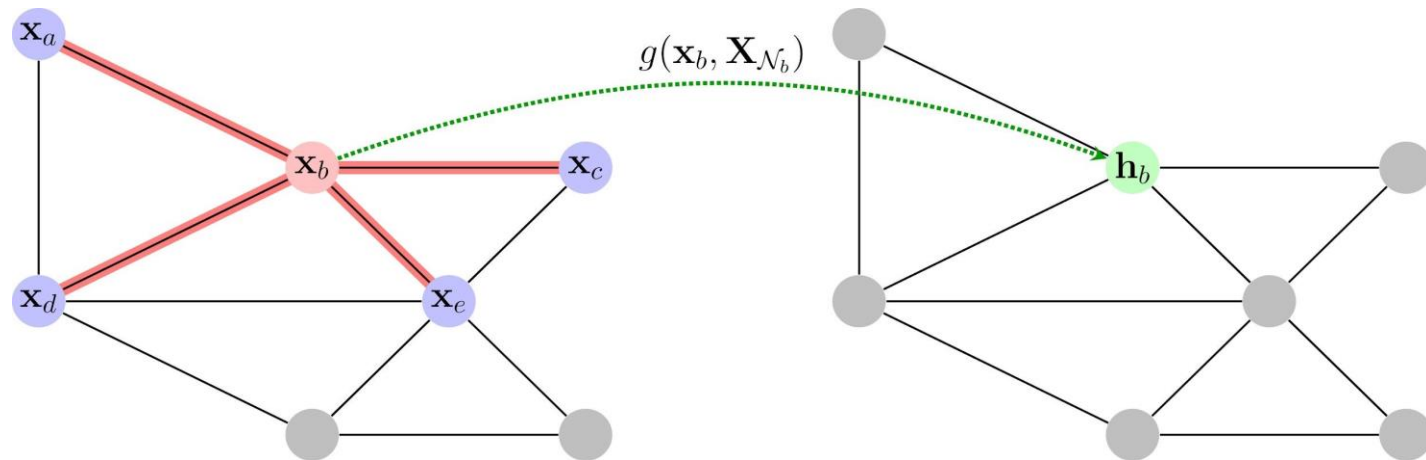 x_a
g(x_b, X_{𝒩_b})
x_b
x_c
h_b
x_d
x_e